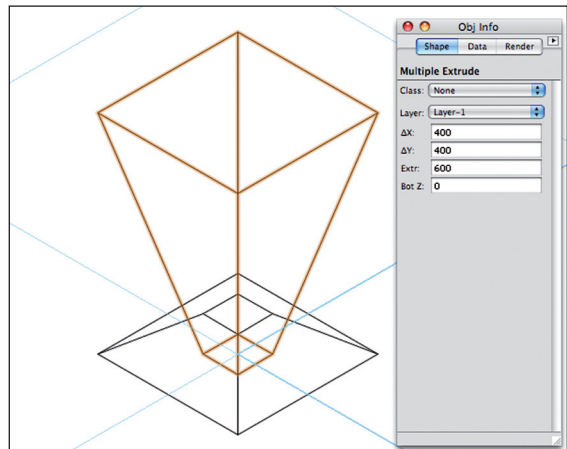 Obj Info
Shape Data Render
Multiple Extrude
Class: None
Layer: Layer-1
ΔX: 400
ΔY: 400
Extr: 600
Bot Z: 0